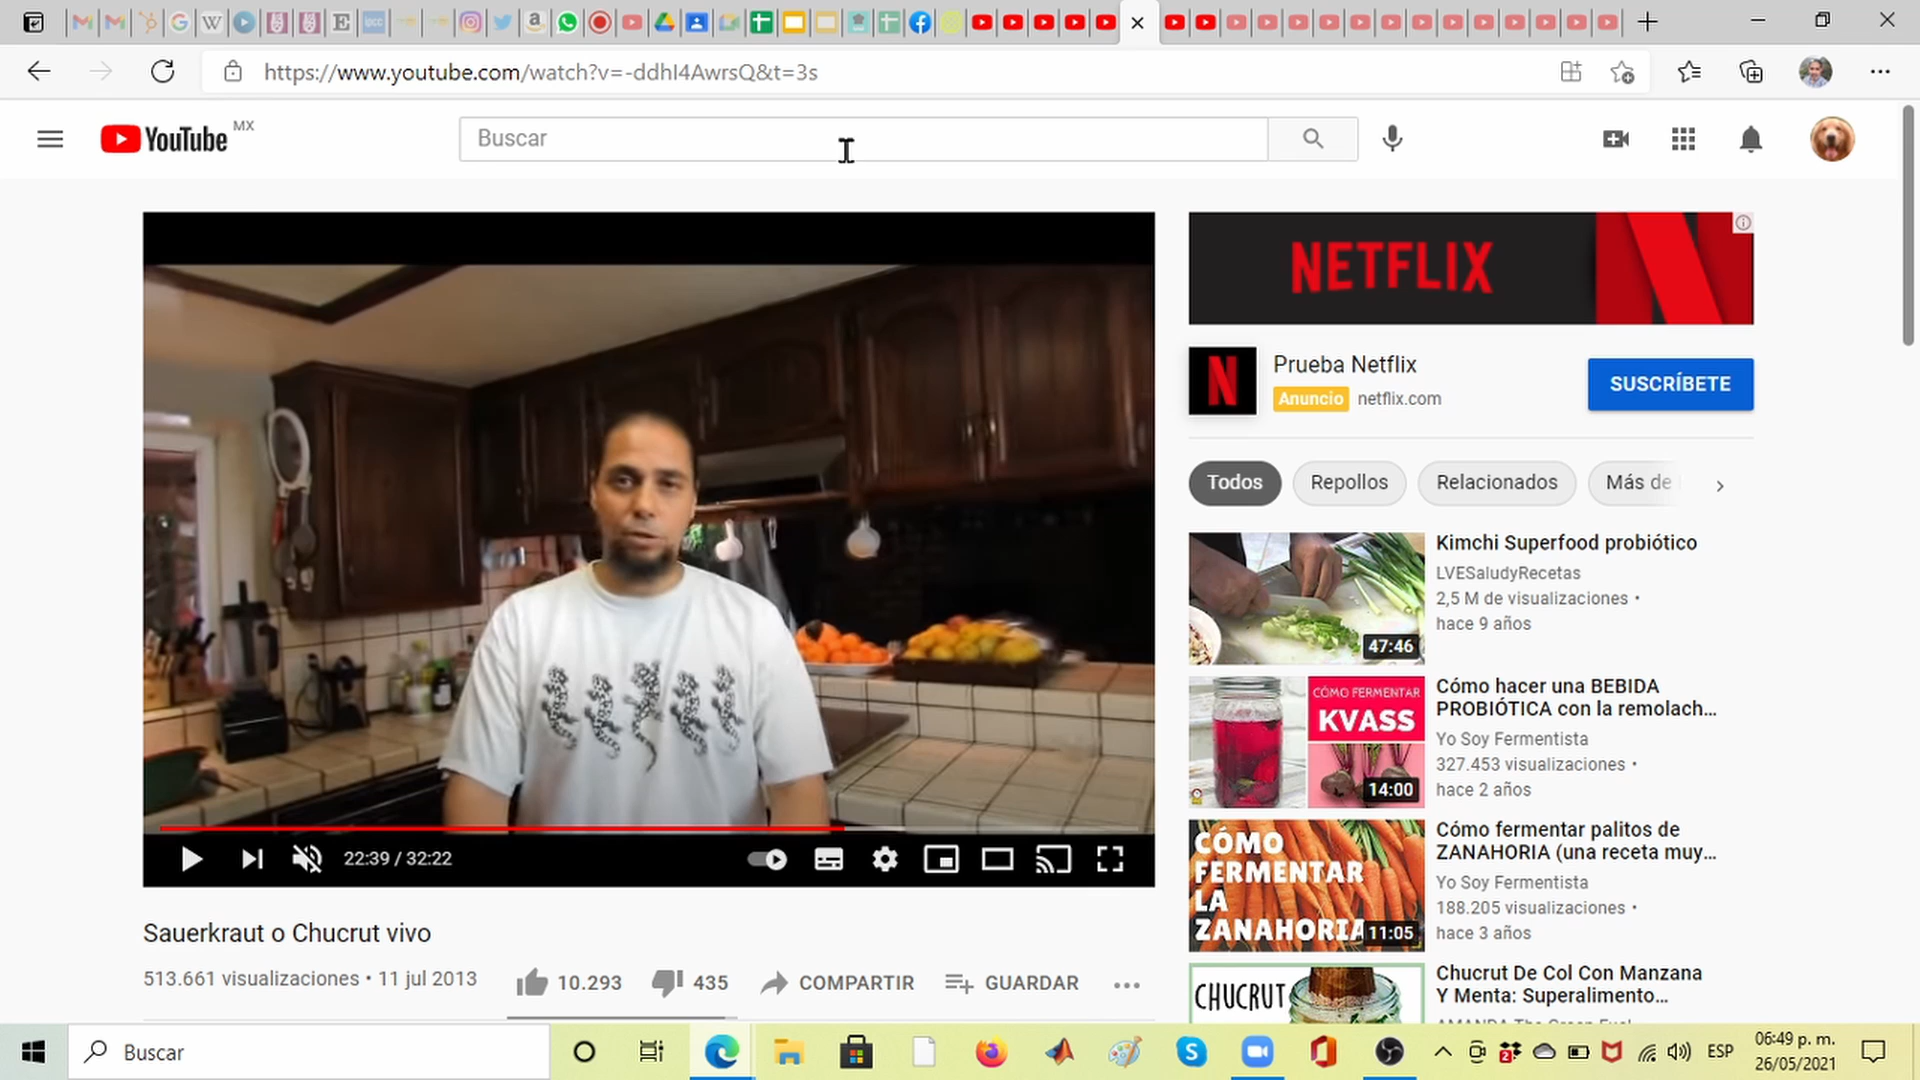 https://www.youtube.com/watch?v=-ddhI4AwrsQ&t=3s
YouTube MX
Buscar
NETFLIX
Prueba Netflix
Anuncio netflix.com
SUSCRÍBETE
Todos
Repollos
Relacionados
Más de
Kimchi Superfood probiótico
LVESaludyRecetas
2,5 M de visualizaciones •
hace 9 años
47:46
CÓMO FERMENTAR
KVASS
14:00
Cómo hacer una BEBIDA
PROBIÓTICA con la remolach...
Yo Soy Fermentista
327.453 visualizaciones •
hace 2 años
CÓMO
FERMENTAR
LA
ZANAHORIA
11:05
Cómo fermentar palitos de
ZANAHORIA (una receta muy...
Yo Soy Fermentista
188.205 visualizaciones •
hace 3 años
CHUCRUT
Chucrut De Col Con Manzana
Y Menta: Superalimento...
22:39 / 32:22
Sauerkraut o Chucrut vivo
513.661 visualizaciones • 11 jul 2013
10.293
435
COMPARTIR
GUARDAR
Buscar
ESP
06:49 p. m.
26/05/2021